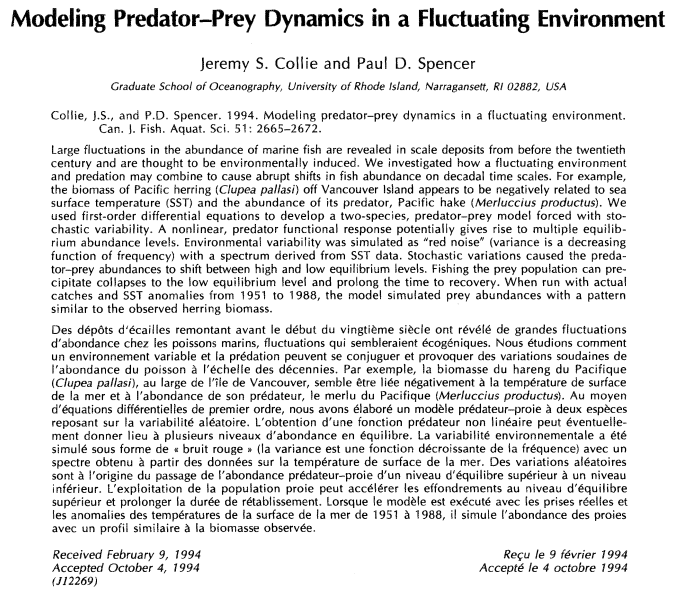 Modeling Predator–Prey Dynamics in a Fluctuating Environment
Jeremy S. Collie and Paul D. Spencer
Graduate School of Oceanography, University of Rhode Island, Narragansett, RI 02882, USA
Collie, J.S., and P.D. Spencer. 1994. Modeling predator–prey dynamics in a fluctuating environment.
Can. J. Fish. Aquat. Sci. 51: 2665–2672.
Large fluctuations in the abundance of marine fish are revealed in scale deposits from before the twentieth
century and are thought to be environmentally induced. We investigated how a fluctuating environment
and predation may combine to cause abrupt shifts in fish abundance on decadal time scales. For example,
the biomass of Pacific herring (Clupea pallasi) off Vancouver Island appears to be negatively related to sea
surface temperature (SST) and the abundance of its predator, Pacific hake (Merluccius productus). We
used first-order differential equations to develop a two-species, predator–prey model forced with sto-
chastic variability. A nonlinear, predator functional response potentially gives rise to multiple equilib-
rium abundance levels. Environmental variability was simulated as “red noise” (variance is a decreasing
function of frequency) with a spectrum derived from SST data. Stochastic variations caused the preda-
tor–prey abundances to shift between high and low equilibrium levels. Fishing the prey population can pre-
cipitate collapses to the low equilibrium level and prolong the time to recovery. When run with actual
catches and SST anomalies from 1951 to 1988, the model simulated prey abundances with a pattern
similar to the observed herring biomass.
Des dépôts d'écailles remontant avant le début du vingtième siècle ont révélé de grandes fluctuations
d'abondance chez les poissons marins, fluctuations qui sembleraient écogéniques. Nous étudions comment
un environnement variable et la prédation peuvent se conjuguer et provoquer des variations soudaines de
l'abondance du poisson à l'échelle des décennies. Par exemple, la biomasse du hareng du Pacifique
(Clupea pallasi), au large de l'île de Vancouver, semble être liée négativement à la température de surface
de la mer et à l'abondance de son prédateur, le merlu du Pacifique (Merluccius productus). Au moyen
d'équations différentielles de premier ordre, nous avons élaboré un modèle prédateur–proie à deux espèces
reposant sur la variabilité aléatoire. L'obtention d'une fonction prédateur non linéaire peut éventuelle-
ment donner lieu à plusieurs niveaux d'abondance en équilibre. La variabilité environnementale a été
simulé sous forme de « bruit rouge » (la variance est une fonction décroissante de la fréquence) avec un
spectre obtenu à partir des données sur la température de surface de la mer. Des variations aléatoires
sont à l'origine du passage de l'abondance prédateur–proie d'un niveau d'équilibre supérieur à un niveau
inférieur. L'exploitation de la population proie peut accélérer les effondrements au niveau d'équilibre
supérieur et prolonger la durée de rétablissement. Lorsque le modèle est exécuté avec les prises réelles et
les anomalies des températures de la surface de la mer de 1951 à 1988, il simule l'abondance des proies
avec un profil similaire à la biomasse observée.
Received February 9, 1994
Accepted October 4, 1994
(J12269)
Reçu le 9 février 1994
Accepté le 4 octobre 1994